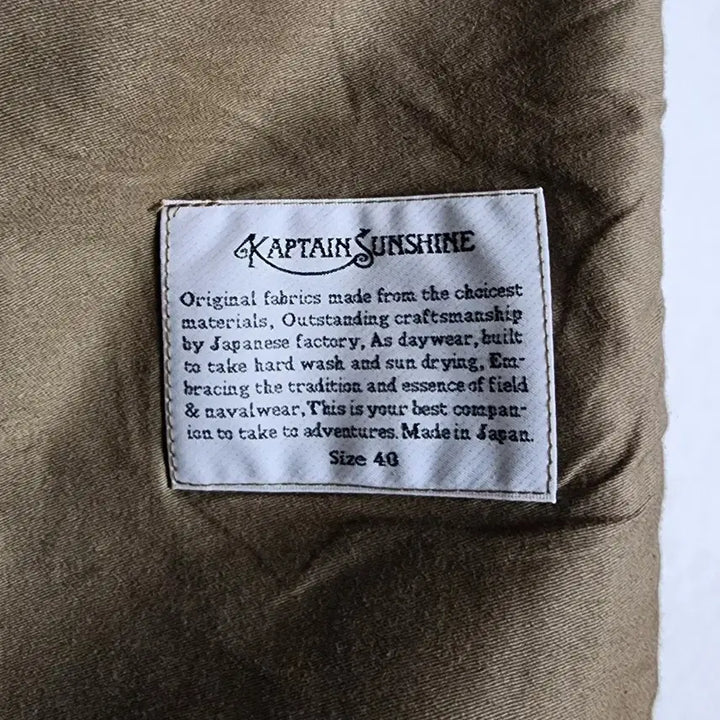 KAPTAIN SUNSHINE
Original fabrics made from the choicest
materials, Outstanding craftsmanship
by Japanese factory, As daywear, built
to take hard wash and sun drying, Em-
bracing the tradition and essence of field
& navalwear, This is your best compan-
ion to take to adventures. Made in Japan.
Size 40